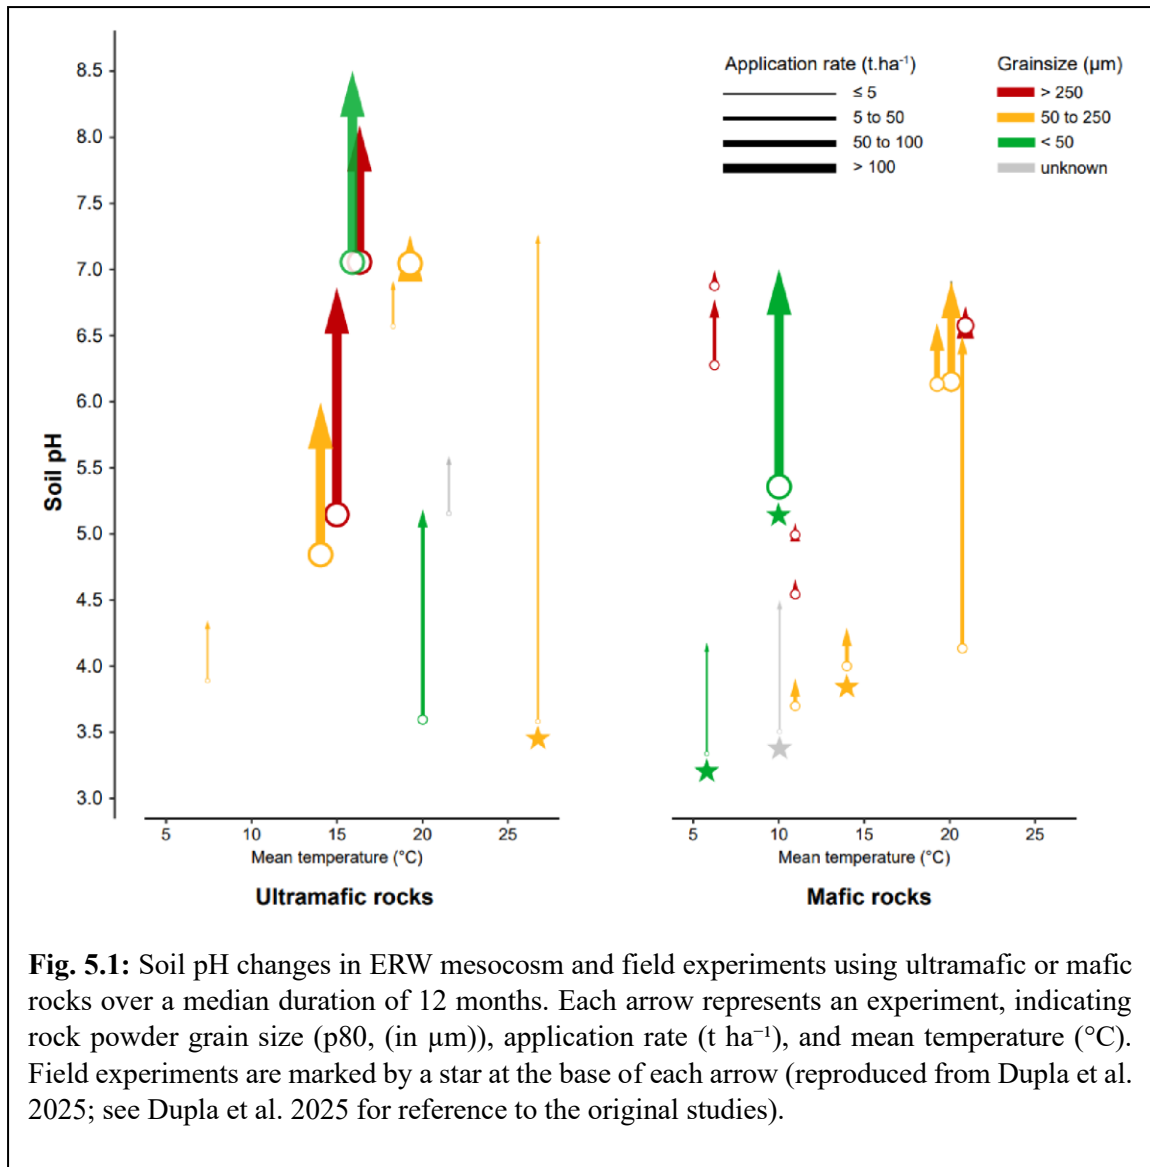 Application rate (t.ha⁻¹)
≤ 5
5 to 50
50 to 100
> 100
Grainsize (µm)
> 250
50 to 250
< 50
unknown
Soil pH
8.5
8.0
7.5
7.0
6.5
6.0
5.5
5.0
4.5
4.0
3.5
3.0
5 10 15 20 25
Mean temperature (°C)
Ultramafic rocks
5 10 15 20 25
Mean temperature (°C)
Mafic rocks
Fig. 5.1: Soil pH changes in ERW mesocosm and field experiments using ultramafic or mafic
rocks over a median duration of 12 months. Each arrow represents an experiment, indicating
rock powder grain size (p80, (in µm)), application rate (t ha⁻¹), and mean temperature (°C).
Field experiments are marked by a star at the base of each arrow (reproduced from Dupla et al.
2025; see Dupla et al. 2025 for reference to the original studies).